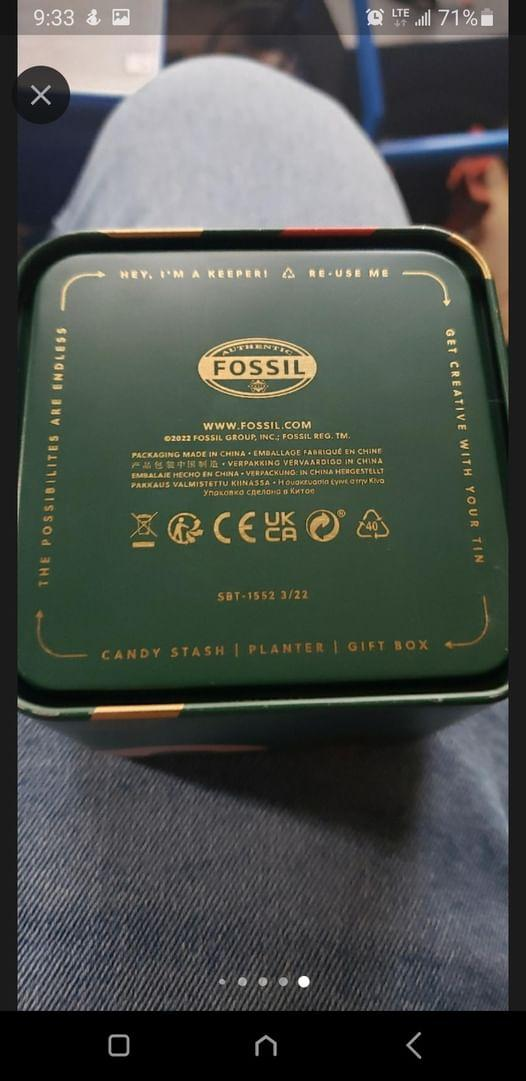 9:33
LTE
71%
HEY, I'M A KEEPER! RE-USE ME
GET CREATIVE WITH YOUR TIN
CANDY STASH | PLANTER | GIFT BOX
THE POSSIBILITES ARE ENDLESS
AUTHENTIC
FOSSIL
WWW.FOSSIL.COM
©2022 FOSSIL GROUP, INC.; FOSSIL REG. TM.
PACKAGING MADE IN CHINA • EMBALLAGE FABRIQUÉ EN CHINE
产品包装中国制造 • VERPAKKING VERVAARDIGD IN CHINA
EMBALAJE HECHO EN CHINA • VERPACKUNG: IN CHINA HERGESTELLT
PAKKAUS VALMISTETTU KIINASSA • Η συσκευασία έγινε στην Κίνα
Упаковка сделана в Китае
CE UK CA ® 40
SBT-1552 3/22